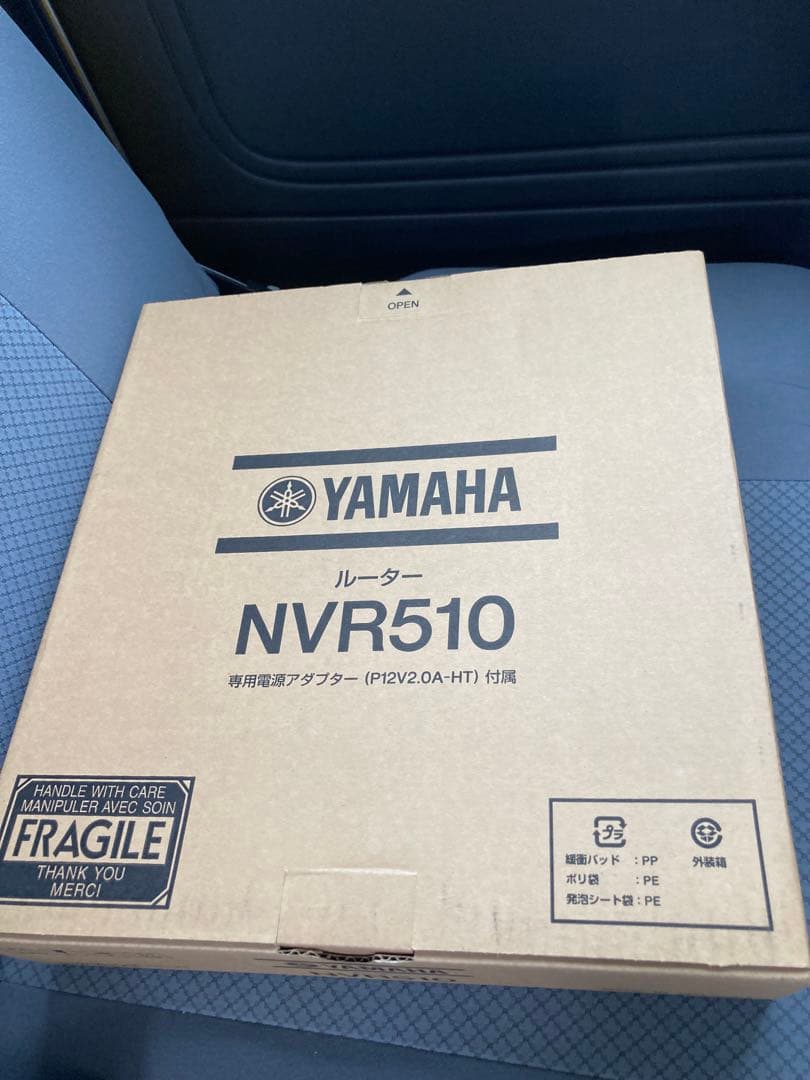 OPEN
YAMAHA
ルーター
NVR510
専用電源アダプター (P12V2.0A-HT) 付属
HANDLE WITH CARE
MANIPULER AVEC SOIN
FRAGILE
THANK YOU
MERCI
プラ
緩衝パッド : PP
ポリ袋 : PE
発泡シート袋 : PE
外装箱
YAMAHA
NVR510